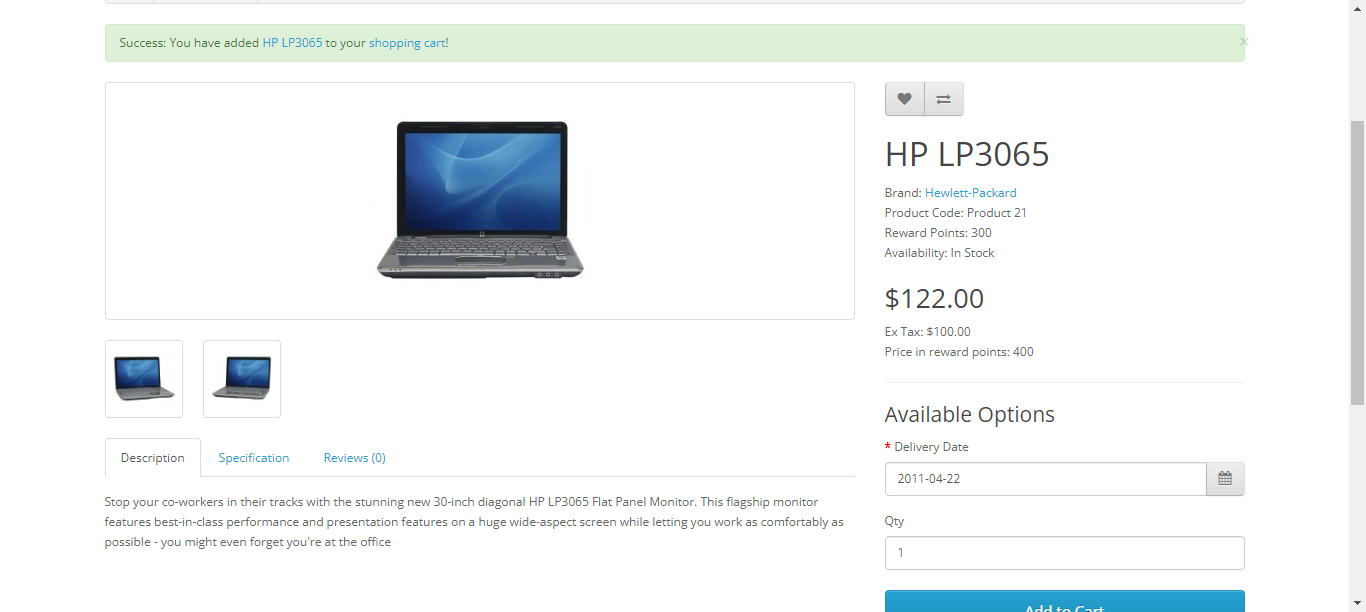 Success: You have added HP LP3065 to your shopping cart!
×
HP LP3065
Brand: Hewlett-Packard
Product Code: Product 21
Reward Points: 300
Availability: In Stock
$122.00
Ex Tax: $100.00
Price in reward points: 400
Available Options
* Delivery Date
2011-04-22
Qty
1
Add to Cart
Description
Specification
Reviews (0)
Stop your co-workers in their tracks with the stunning new 30-inch diagonal HP LP3065 Flat Panel Monitor. This flagship monitor
features best-in-class performance and presentation features on a huge wide-aspect screen while letting you work as comfortably as
possible - you might even forget you're at the office